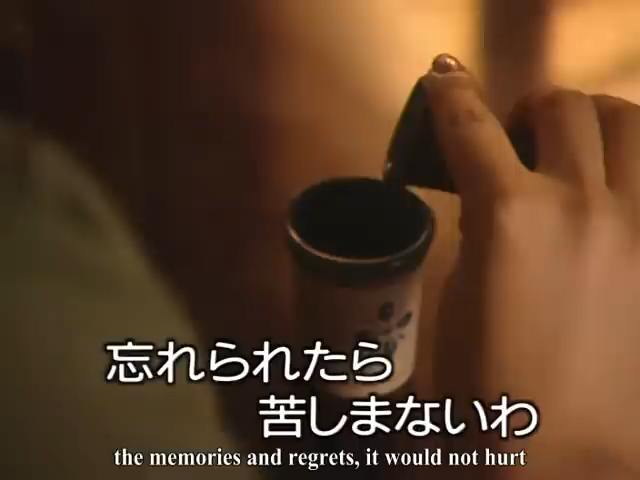 忘れられたら
苦しまないわ
the memories and regrets, it would not hurt